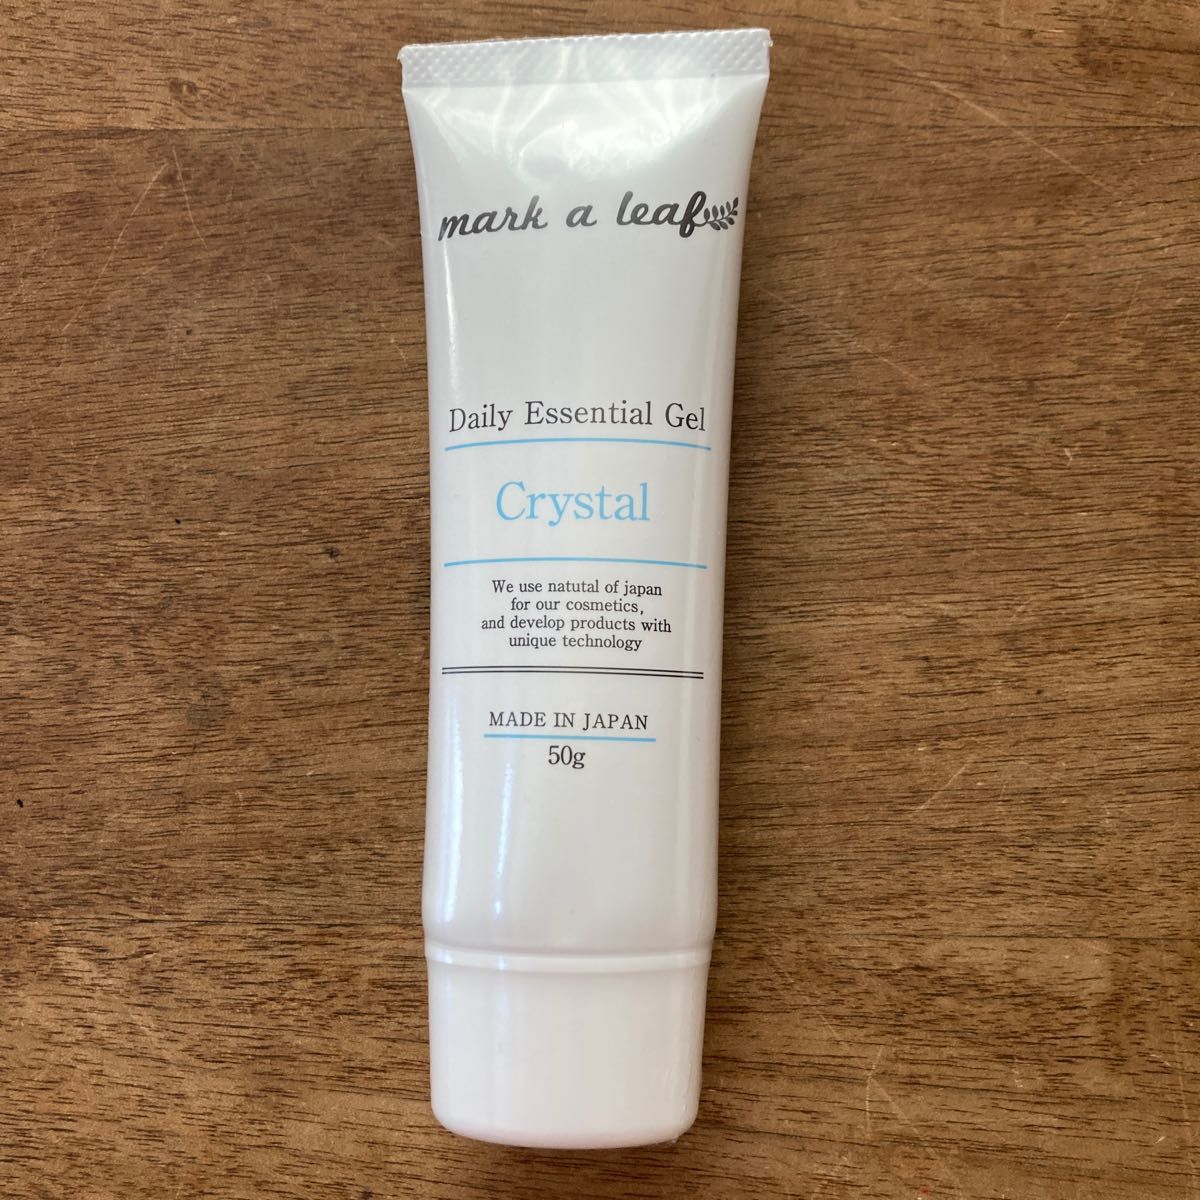 mark a leaf
Daily Essential Gel
Crystal
We use natutal of japan
for our cosmetics,
and develop products with
unique technology
MADE IN JAPAN
50g